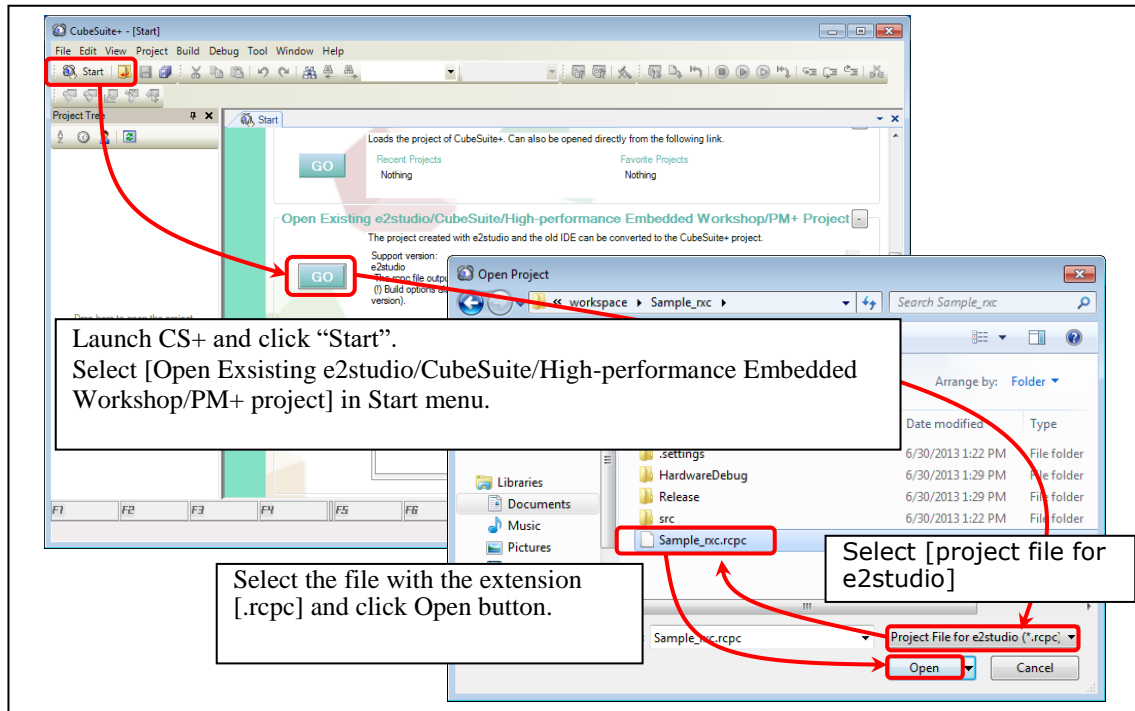 CubeSuite+ - [Start]
File Edit View Project Build Debug Tool Window Help
Start
Project Tree
Start
Loads the project of CubeSuite+. Can also be opened directly from the following link.
GO
Recent Projects
Favorite Projects
Nothing
Nothing
Open Existing e2studio/CubeSuite/High-performance Embedded Workshop/PM+ Project
The project created with e2studio and the old IDE can be converted to the CubeSuite+ project.
GO
Support version:
e2studio
The rcpc file outpu
(!) Build options
version).
Launch CS+ and click “Start”.
Select [Open Exsisting e2studio/CubeSuite/High-performance Embedded
Workshop/PM+ project] in Start menu.
F1 F2 F3 F4 F5 F6
Open Project
« workspace Sample_rxc
Search Sample_rxc
Arrange by: Folder
Date modified Type
.settings 6/30/2013 1:22 PM File folder
HardwareDebug 6/30/2013 1:29 PM File folder
Release 6/30/2013 1:29 PM File folder
src 6/30/2013 1:22 PM File folder
Sample_rxc.rcpc
Libraries
Documents
Music
Pictures
Select [project file for
e2studio]
Select the file with the extension
[.rcpc] and click Open button.
Sample_rxc.rcpc
Project File for e2studio (*.rcpc)
Open
Cancel